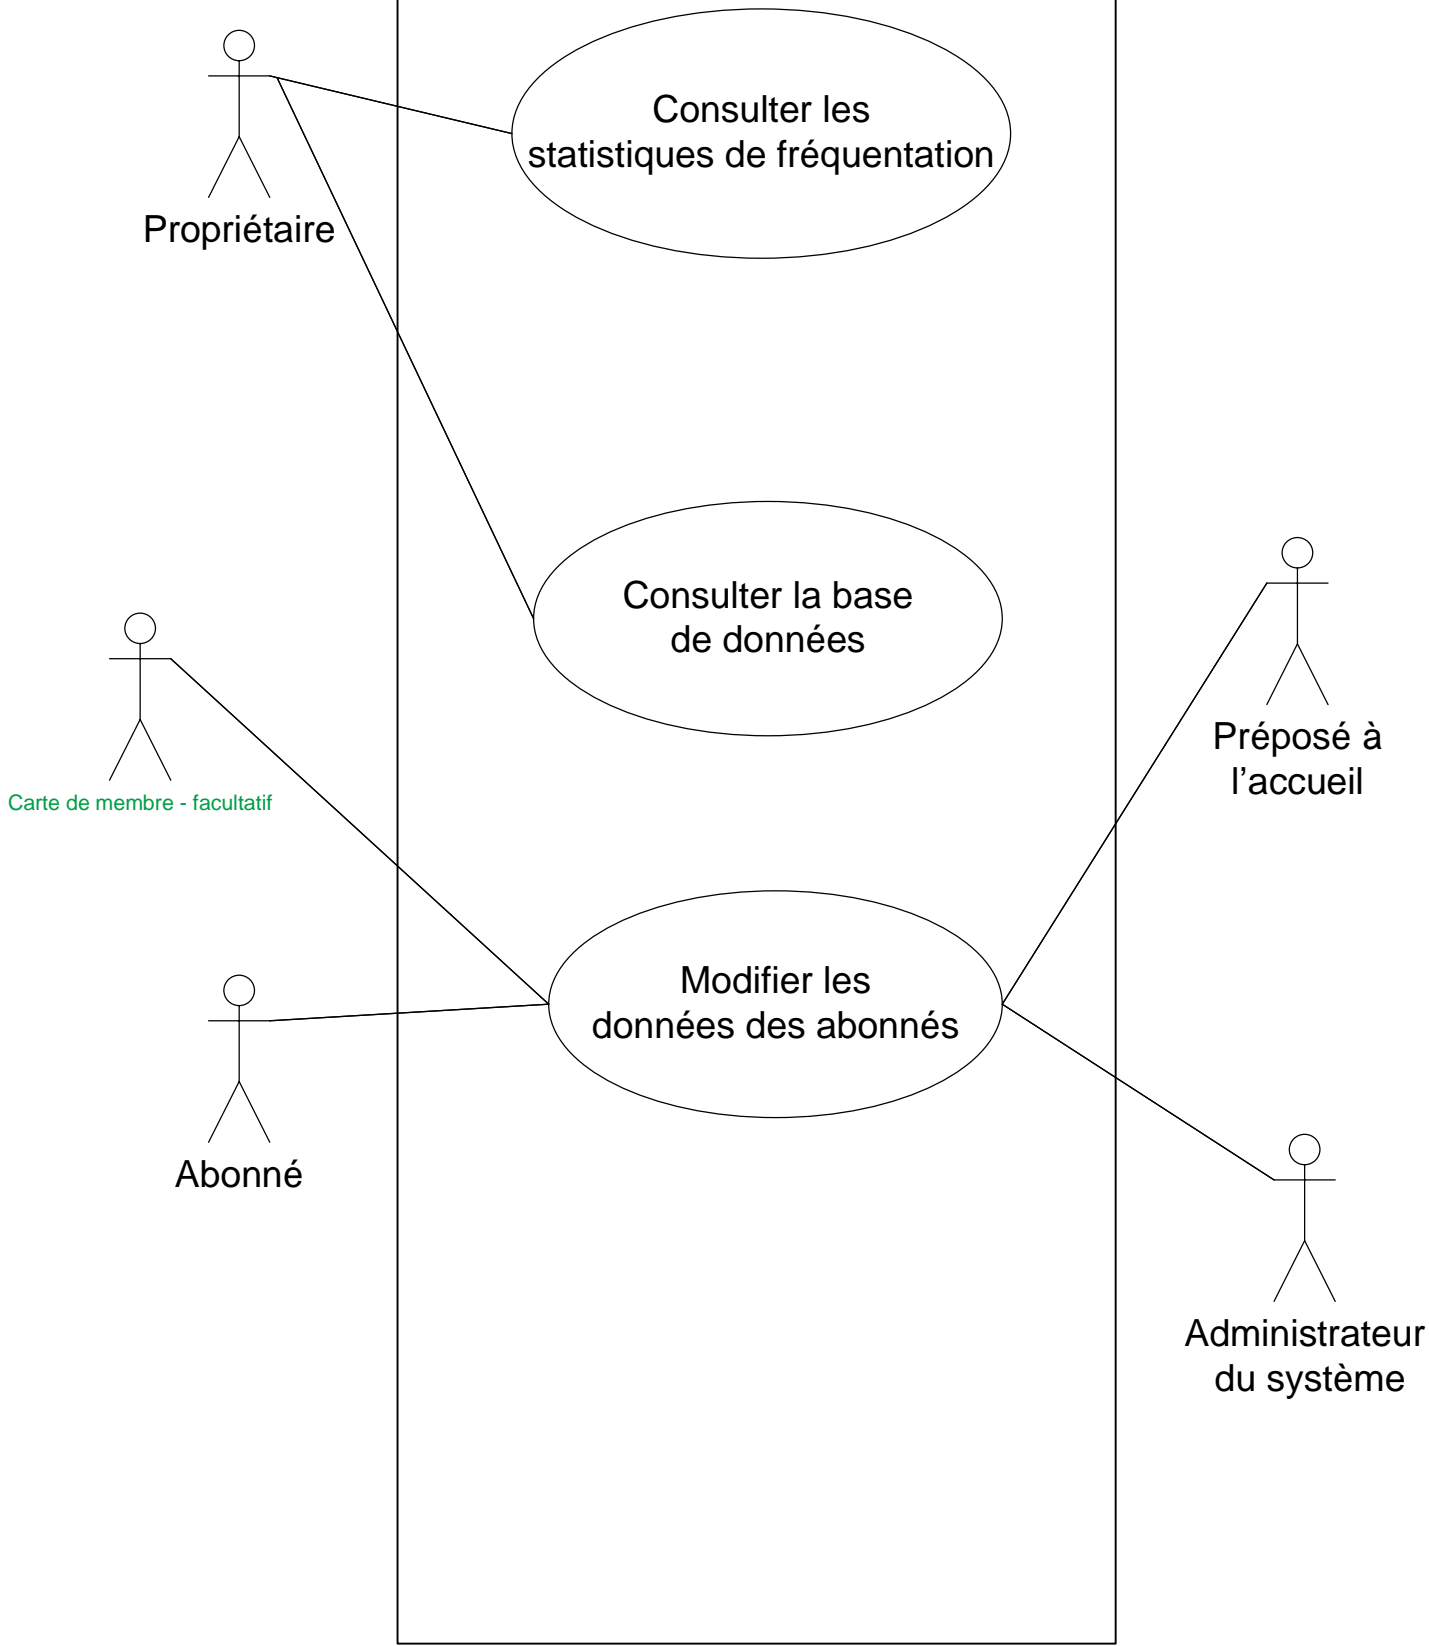 Consulter les
statistiques de fréquentation
Propriétaire
Consulter la base
de données
Préposé à
l’accueil
Carte de membre - facultatif
Modifier les
données des abonnés
Abonné
Administrateur
du système